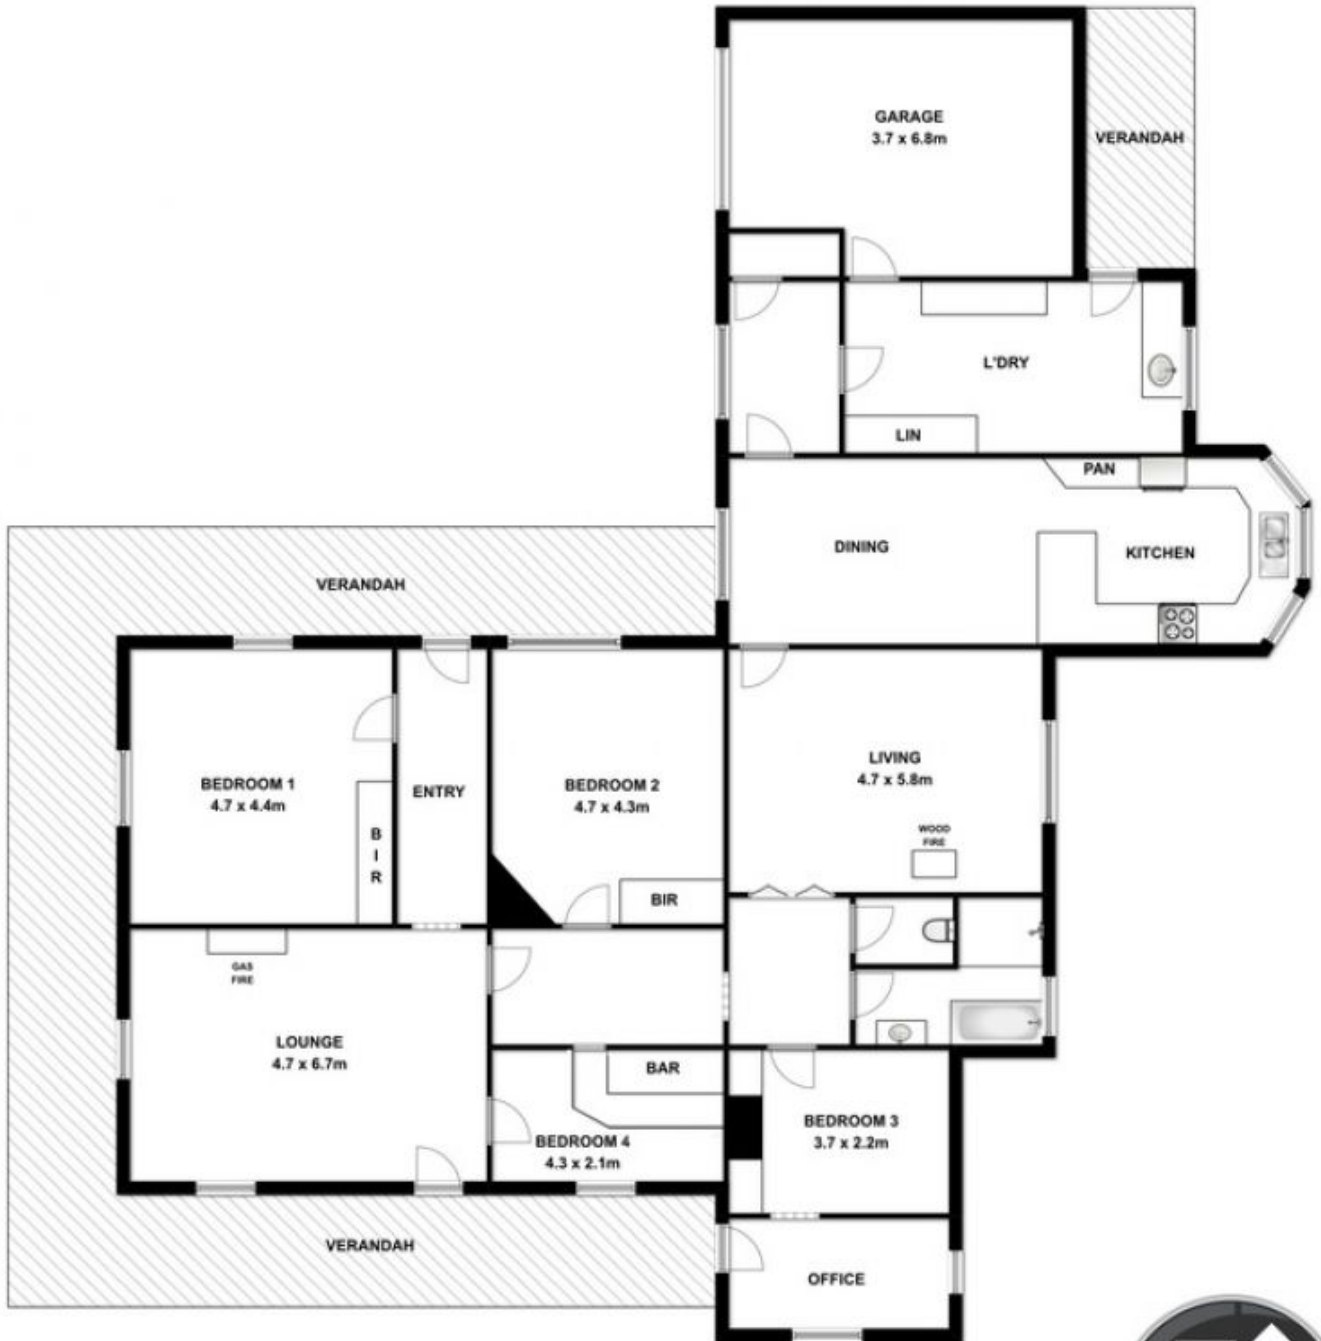 GARAGE
3.7 x 6.8m
VERANDAH
L'DRY
LIN
PAN
DINING
KITCHEN
VERANDAH
LIVING
4.7 x 5.8m
BEDROOM 1
4.7 x 4.4m
ENTRY
BEDROOM 2
4.7 x 4.3m
WOOD
FIRE
B
I
R
BIR
GAS
FIRE
LOUNGE
4.7 x 6.7m
BAR
BEDROOM 3
3.7 x 2.2m
BEDROOM 4
4.3 x 2.1m
VERANDAH
OFFICE